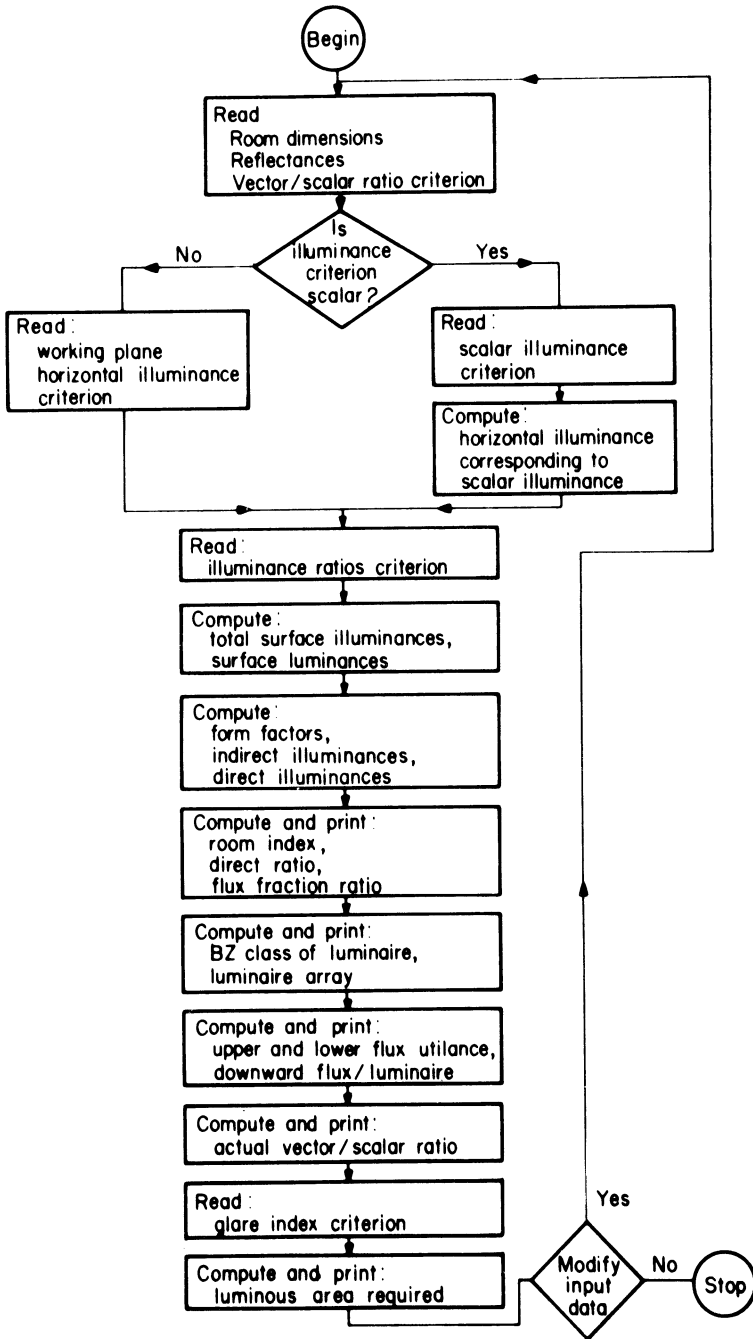 Begin
Read
Room dimensions
Reflectances
Vector/scalar ratio criterion
Is
illuminance
criterion
scalar?
No
Yes
Read:
working plane
horizontal illuminance
criterion
Read:
scalar illuminance
criterion
Compute:
horizontal illuminance
corresponding to
scalar illuminance
Read:
illuminance ratios criterion
Compute:
total surface illuminances,
surface luminances
Compute:
form factors,
indirect illuminances,
direct illuminances
Compute and print:
room index,
direct ratio,
flux fraction ratio
Compute and print:
BZ class of luminaire,
luminaire array
Compute and print:
upper and lower flux utilance,
downward flux/luminaire
Compute and print:
actual vector/scalar ratio
Read:
glare index criterion
Compute and print:
luminous area required
Yes
Modify
input
data
No
Stop